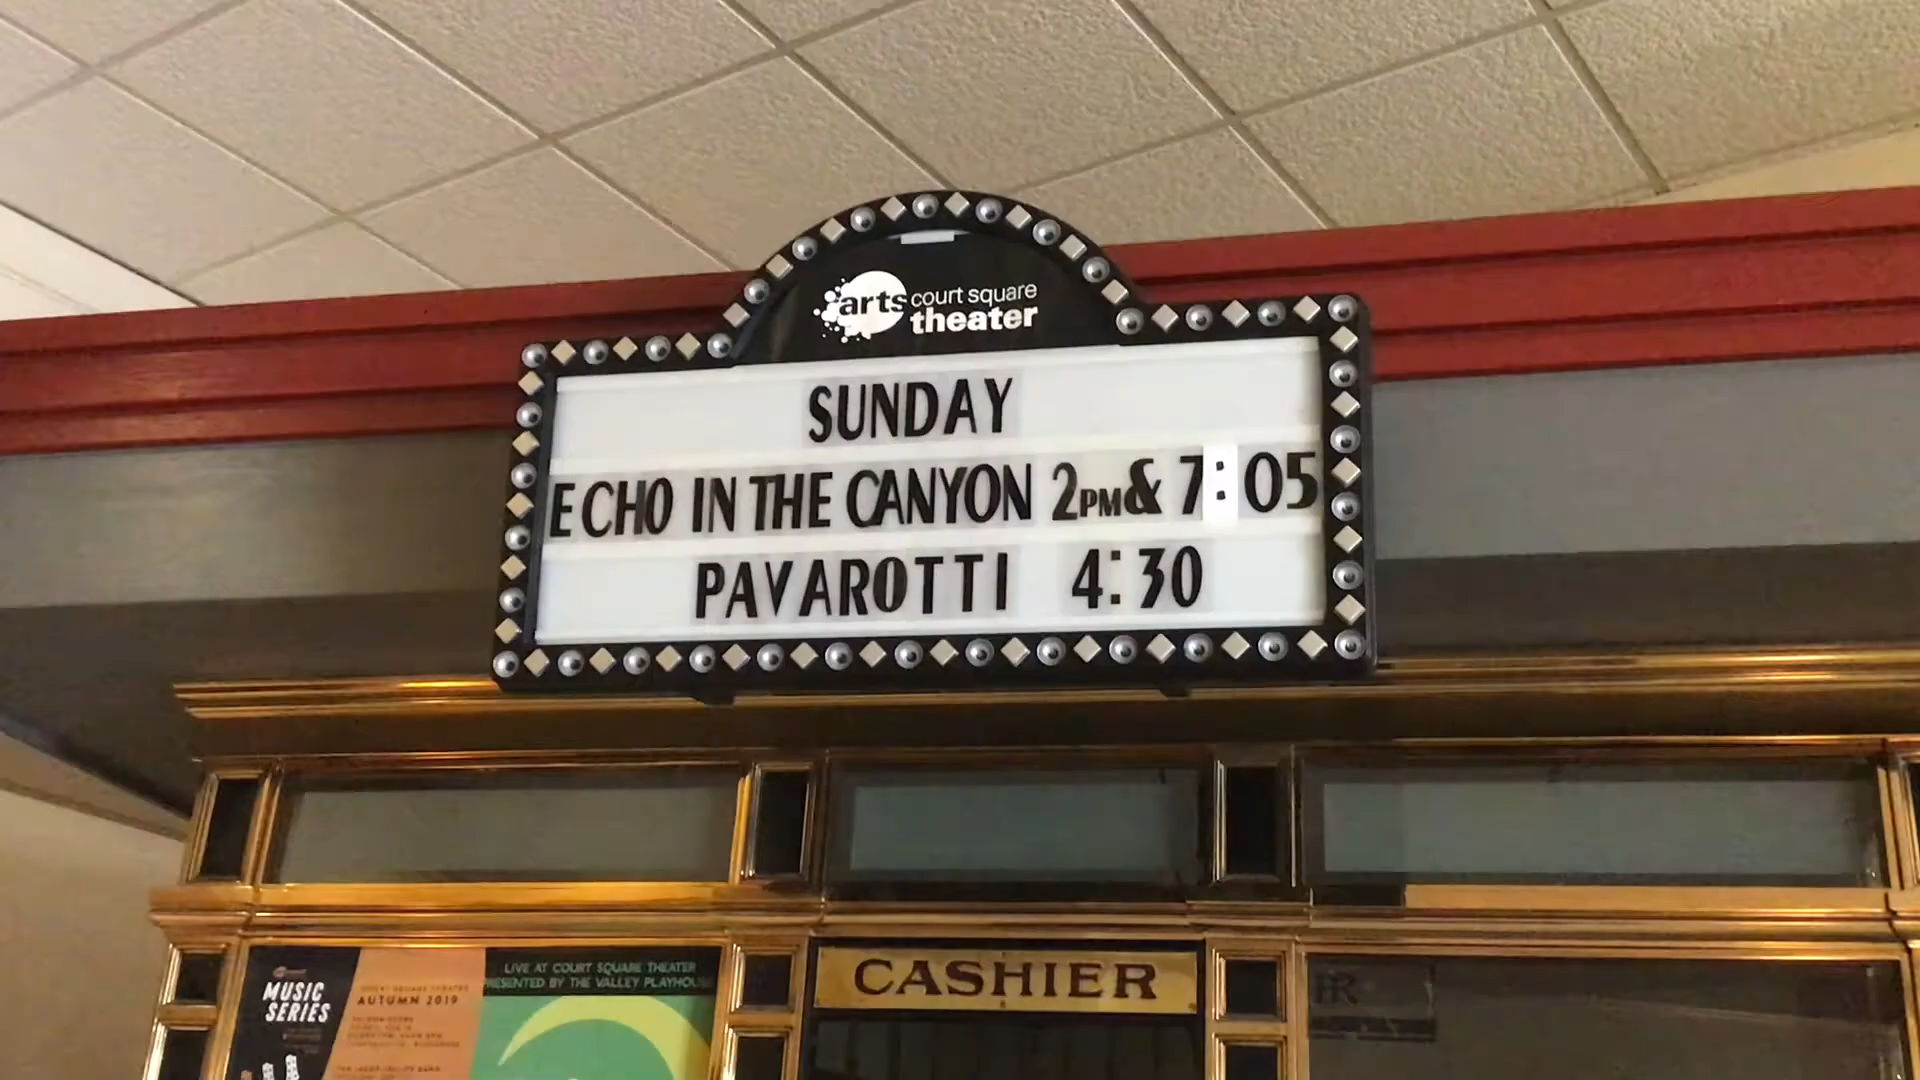 arts court square
theater
SUNDAY
ECHO IN THE CANYON 2PM & 7:05
PAVAROTTI 4:30
CASHIER
MUSIC
SERIES
AUTUMN 2019
LIVE AT COURT SQUARE THEATER
PRESENTED BY THE VALLEY PLAYHOUSE